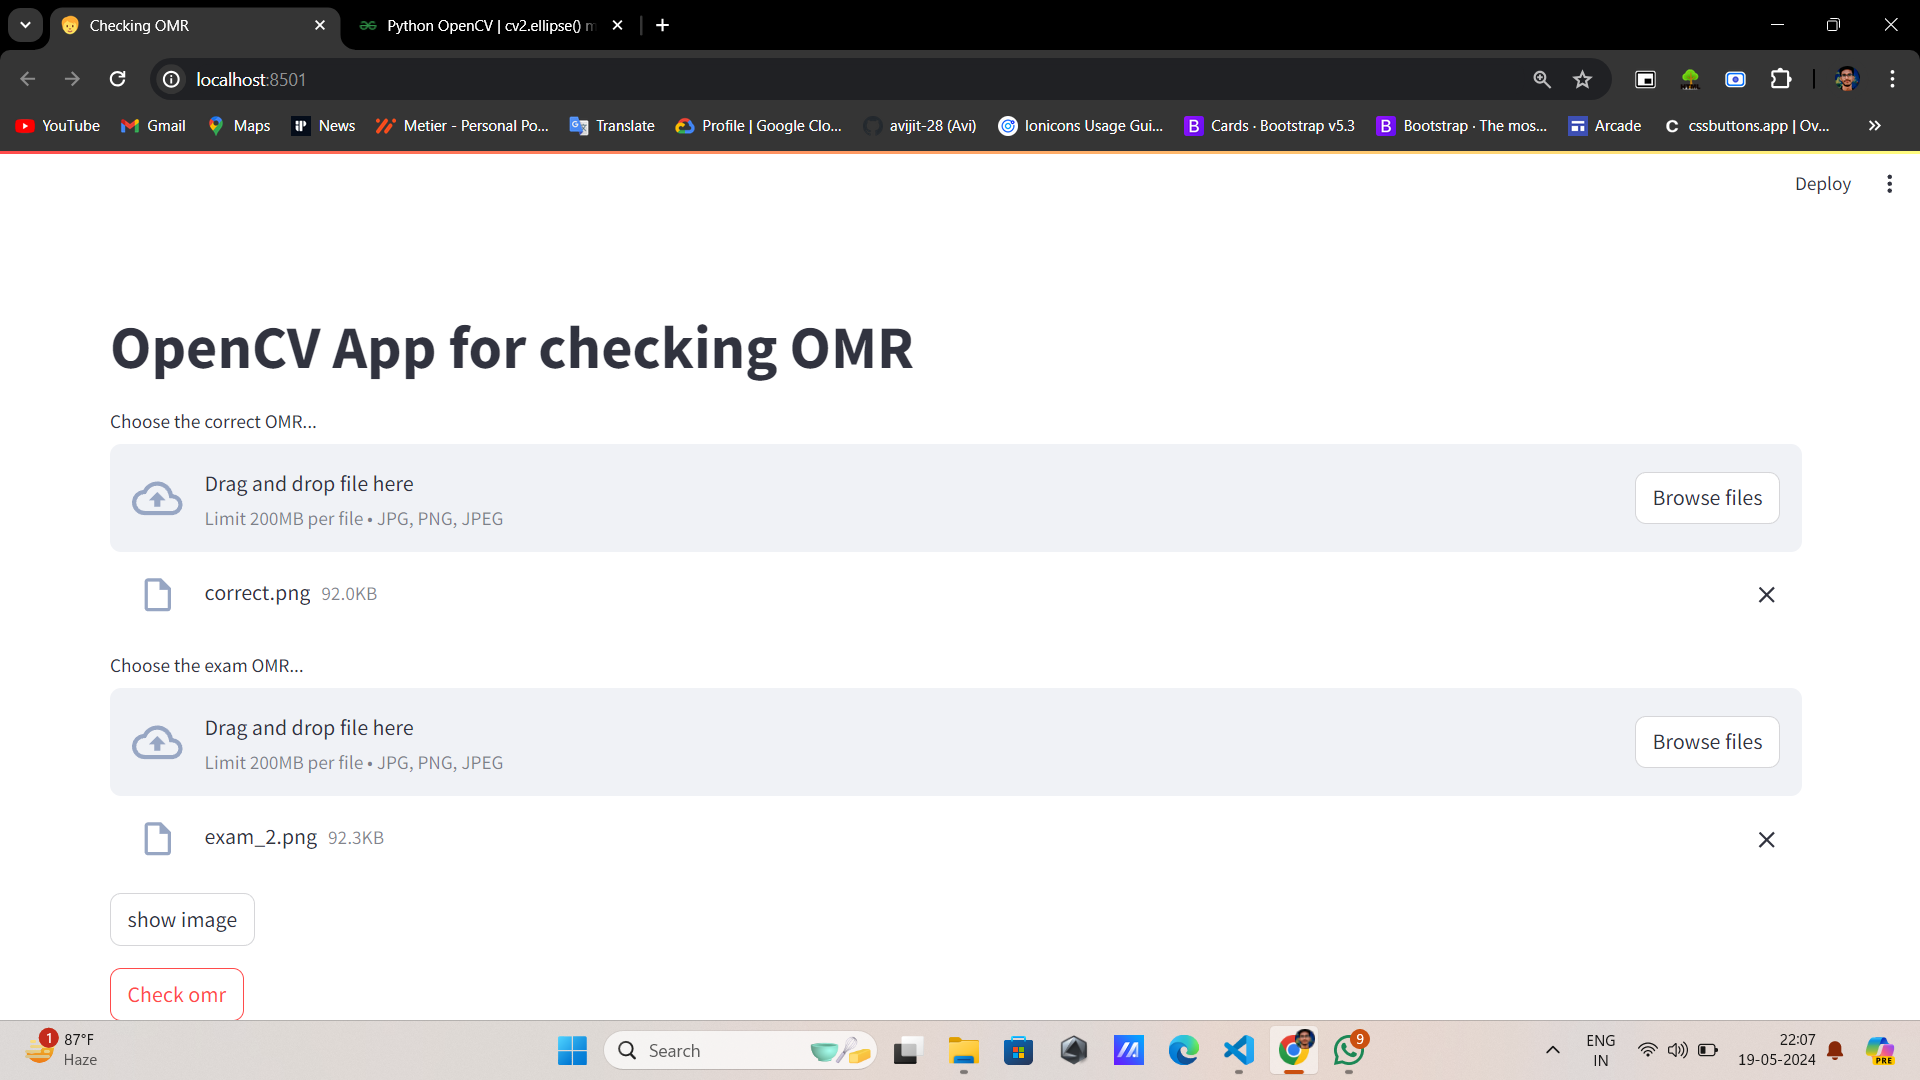 Checking OMR
Python OpenCV | cv2.ellipse() m
localhost:8501
YouTube
Gmail
Maps
News
Metier - Personal Po...
Translate
Profile | Google Clo...
avijit-28 (Avi)
Ionicons Usage Gui...
Cards · Bootstrap v5.3
Bootstrap · The mos...
Arcade
cssbuttons.app | Ov...
Deploy
OpenCV App for checking OMR
Choose the correct OMR...
Drag and drop file here
Browse files
Limit 200MB per file • JPG, PNG, JPEG
correct.png 92.0KB
Choose the exam OMR...
Drag and drop file here
Browse files
Limit 200MB per file • JPG, PNG, JPEG
exam_2.png 92.3KB
show image
Check omr
1
87°F
Haze
Search
9
ENG
IN
22:07
19-05-2024
PRE